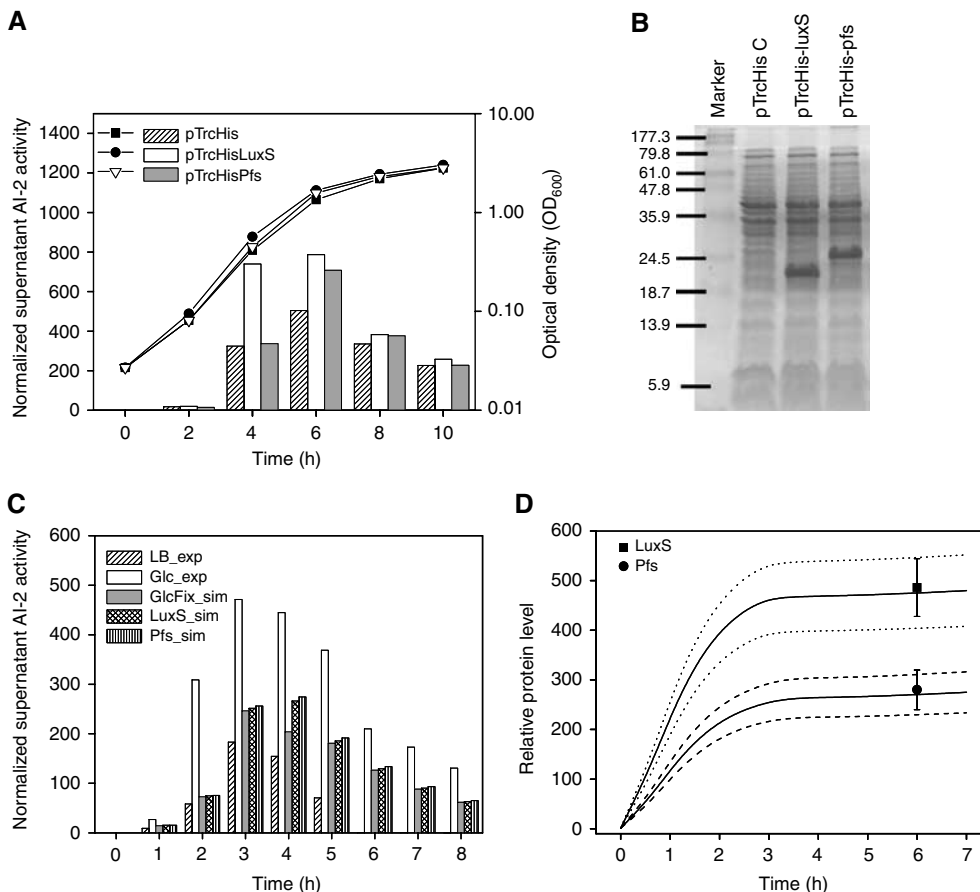 A
Normalized supernatant AI-2 activity
1400
1200
1000
800
600
400
200
0
pTrcHis
pTrcHisLuxS
pTrcHisPfs
10.00
1.00
0.10
0.01
Optical density (OD600)
0 2 4 6 8 10
Time (h)
B
Marker
pTrcHis C
pTrcHis-luxS
pTrcHis-pfs
177.3
79.8
61.0
47.8
35.9
24.5
18.7
13.9
5.9
C
Normalized supernatant AI-2 activity
600
500
400
300
200
100
0
LB_exp
Glc_exp
GlcFix_sim
LuxS_sim
Pfs_sim
0 1 2 3 4 5 6 7 8
Time (h)
D
Relative protein level
600
500
400
300
200
100
0
LuxS
Pfs
0 1 2 3 4 5 6 7
Time (h)